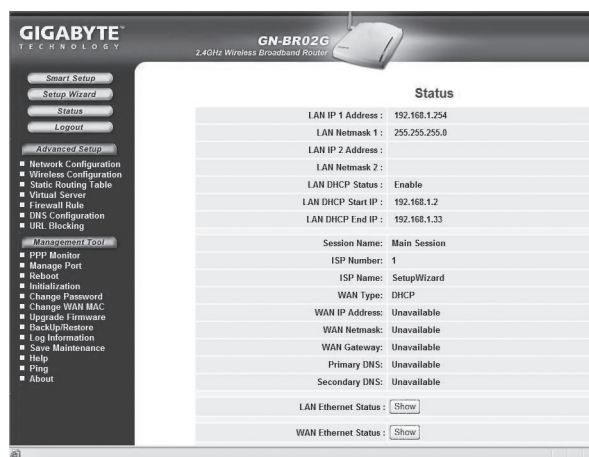 GIGABYTE™
TECHNOLOGY
GN-BR02G
2.4GHz Wireless Broadband Router
Smart Setup
Setup Wizard
Status
Logout
Advanced Setup
Network Configuration
Wireless Configuration
Static Routing Table
Virtual Server
Firewall Rule
DNS Configuration
URL Blocking
Management Tool
PPP Monitor
Manage Port
Reboot
Initialization
Change Password
Change WAN MAC
Upgrade Firmware
BackUp/Restore
Log Information
Save Maintenance
Help
Ping
About
Status
LAN IP 1 Address : 192.168.1.254
LAN Netmask 1 : 255.255.255.0
LAN IP 2 Address :
LAN Netmask 2 :
LAN DHCP Status : Enable
LAN DHCP Start IP : 192.168.1.2
LAN DHCP End IP : 192.168.1.33
Session Name: Main Session
ISP Number: 1
ISP Name: SetupWizard
WAN Type: DHCP
WAN IP Address: Unavailable
WAN Netmask: Unavailable
WAN Gateway: Unavailable
Primary DNS: Unavailable
Secondary DNS: Unavailable
LAN Ethernet Status : Show
WAN Ethernet Status : Show